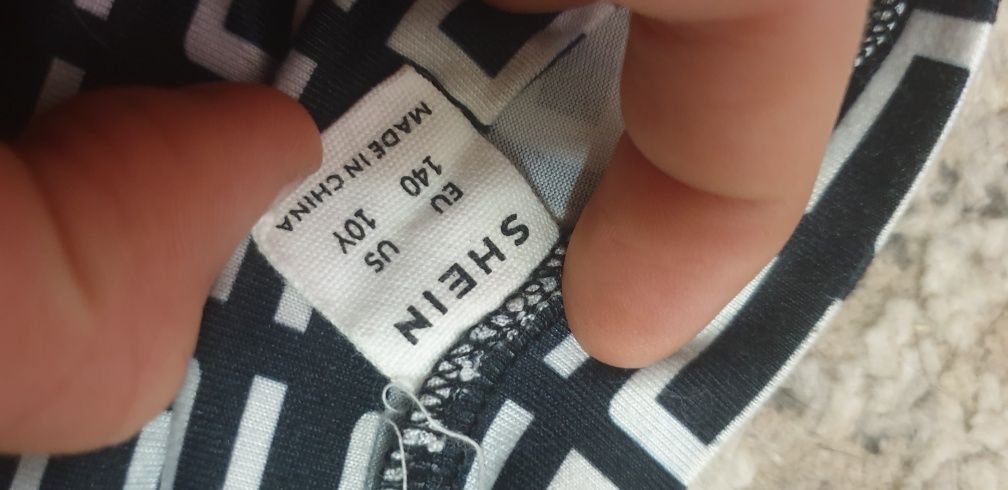 SHEIN
EU US
140 10Y
MADE IN CHINA